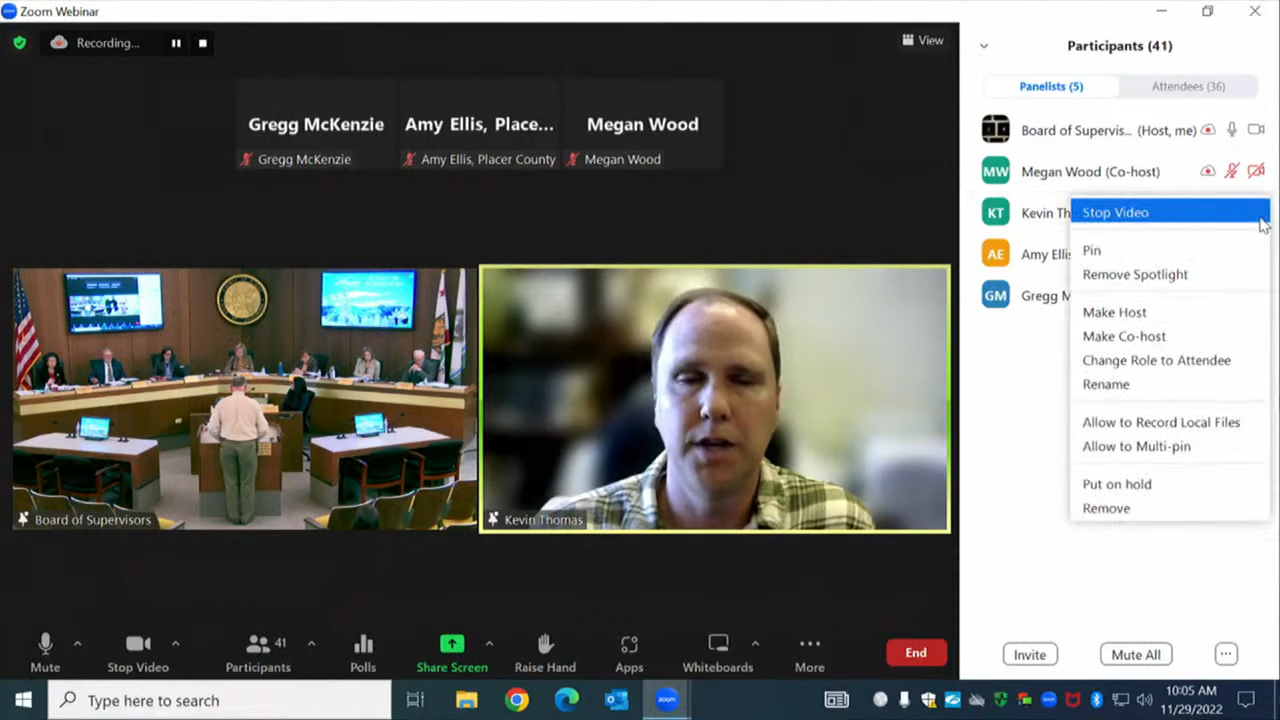 Zoom Webinar
Recording...
View
Gregg McKenzie
Amy Ellis, Place...
Megan Wood
Gregg McKenzie
Amy Ellis, Placer County
Megan Wood
Board of Supervisors
Kevin Thomas
Participants (41)
Panelists (5)
Attendees (36)
Board of Supervis... (Host, me)
MW
Megan Wood (Co-host)
KT
Kevin Th
AE
Amy Ellis
GM
Gregg M
Stop Video
Pin
Remove Spotlight
Make Host
Make Co-host
Change Role to Attendee
Rename
Allow to Record Local Files
Allow to Multi-pin
Put on hold
Remove
Invite
Mute All
41
Mute
Stop Video
Participants
Polls
Share Screen
Raise Hand
Apps
Whiteboards
More
End
Type here to search
10:05 AM
11/29/2022